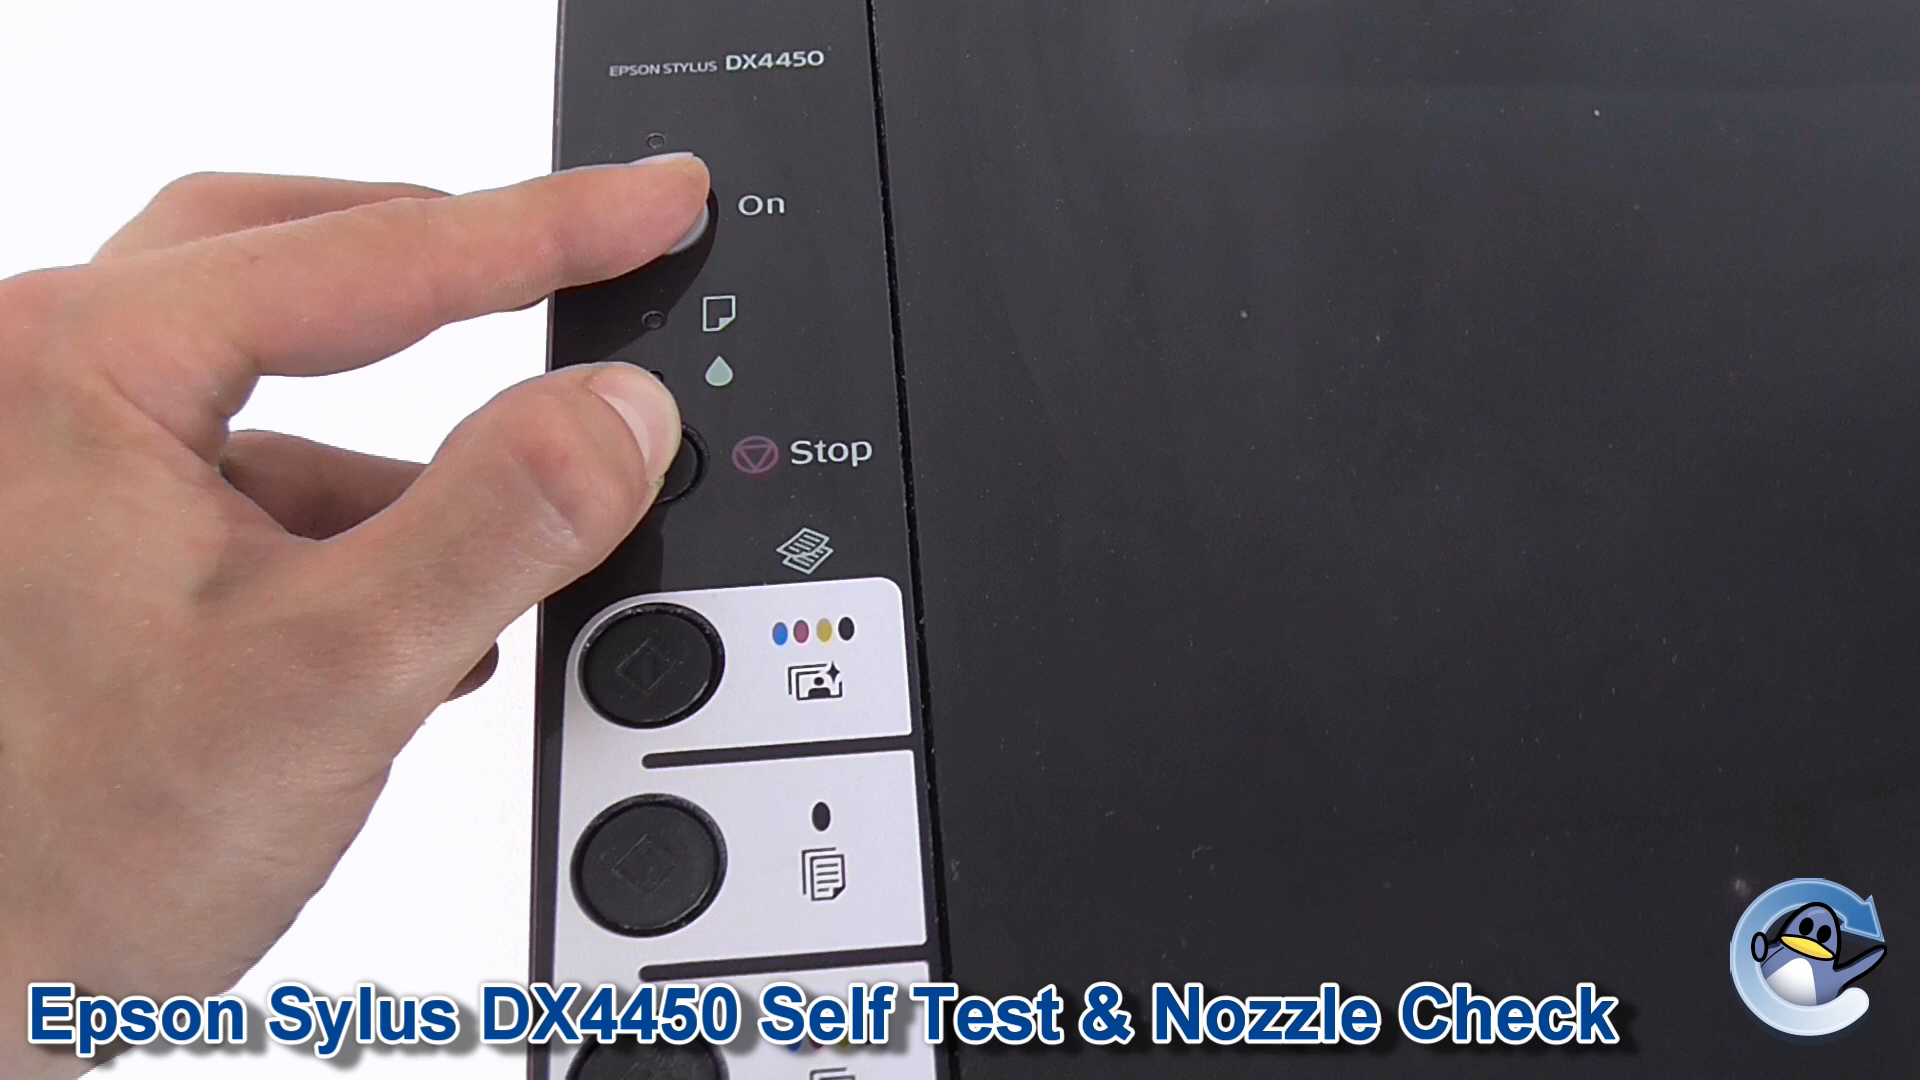 EPSON STYLUS DX4450
On
Stop
Epson Sylus DX4450 Self Test & Nozzle Check